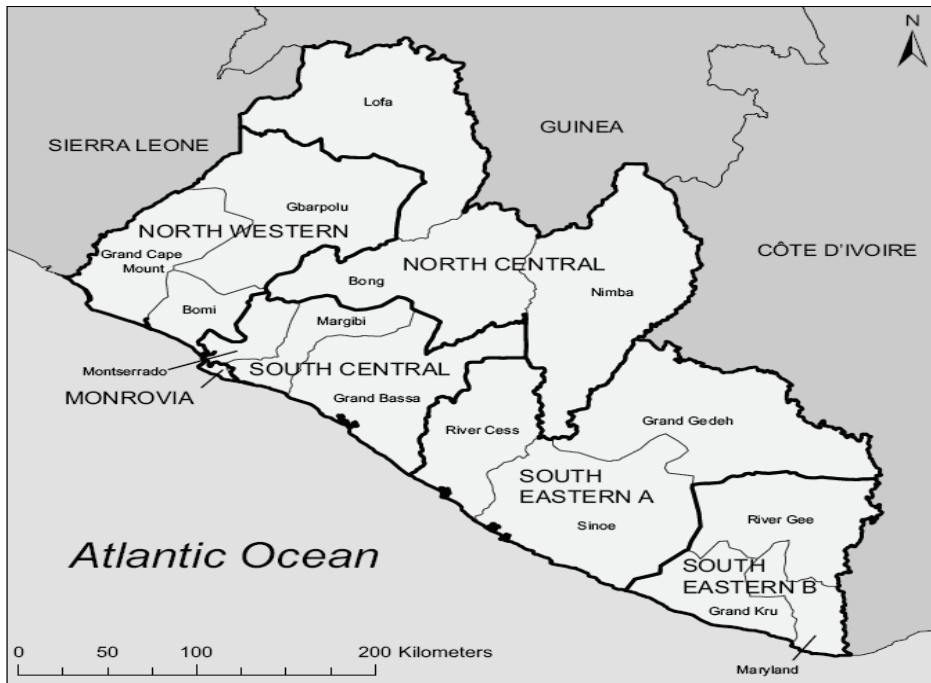 N
Lofa
GUINEA
SIERRA LEONE
Gbarpolu
NORTH WESTERN
CÔTE D'IVOIRE
Grand Cape
Mount
NORTH CENTRAL
Bong
Nimba
Bomi
Margibi
Montserrado
SOUTH CENTRAL
MONROVIA
Grand Bassa
Grand Gedeh
River Cess
SOUTH
EASTERN A
Sinoe
River Gee
Atlantic Ocean
SOUTH
EASTERN B
Grand Kru
0 50 100 200 Kilometers
Maryland